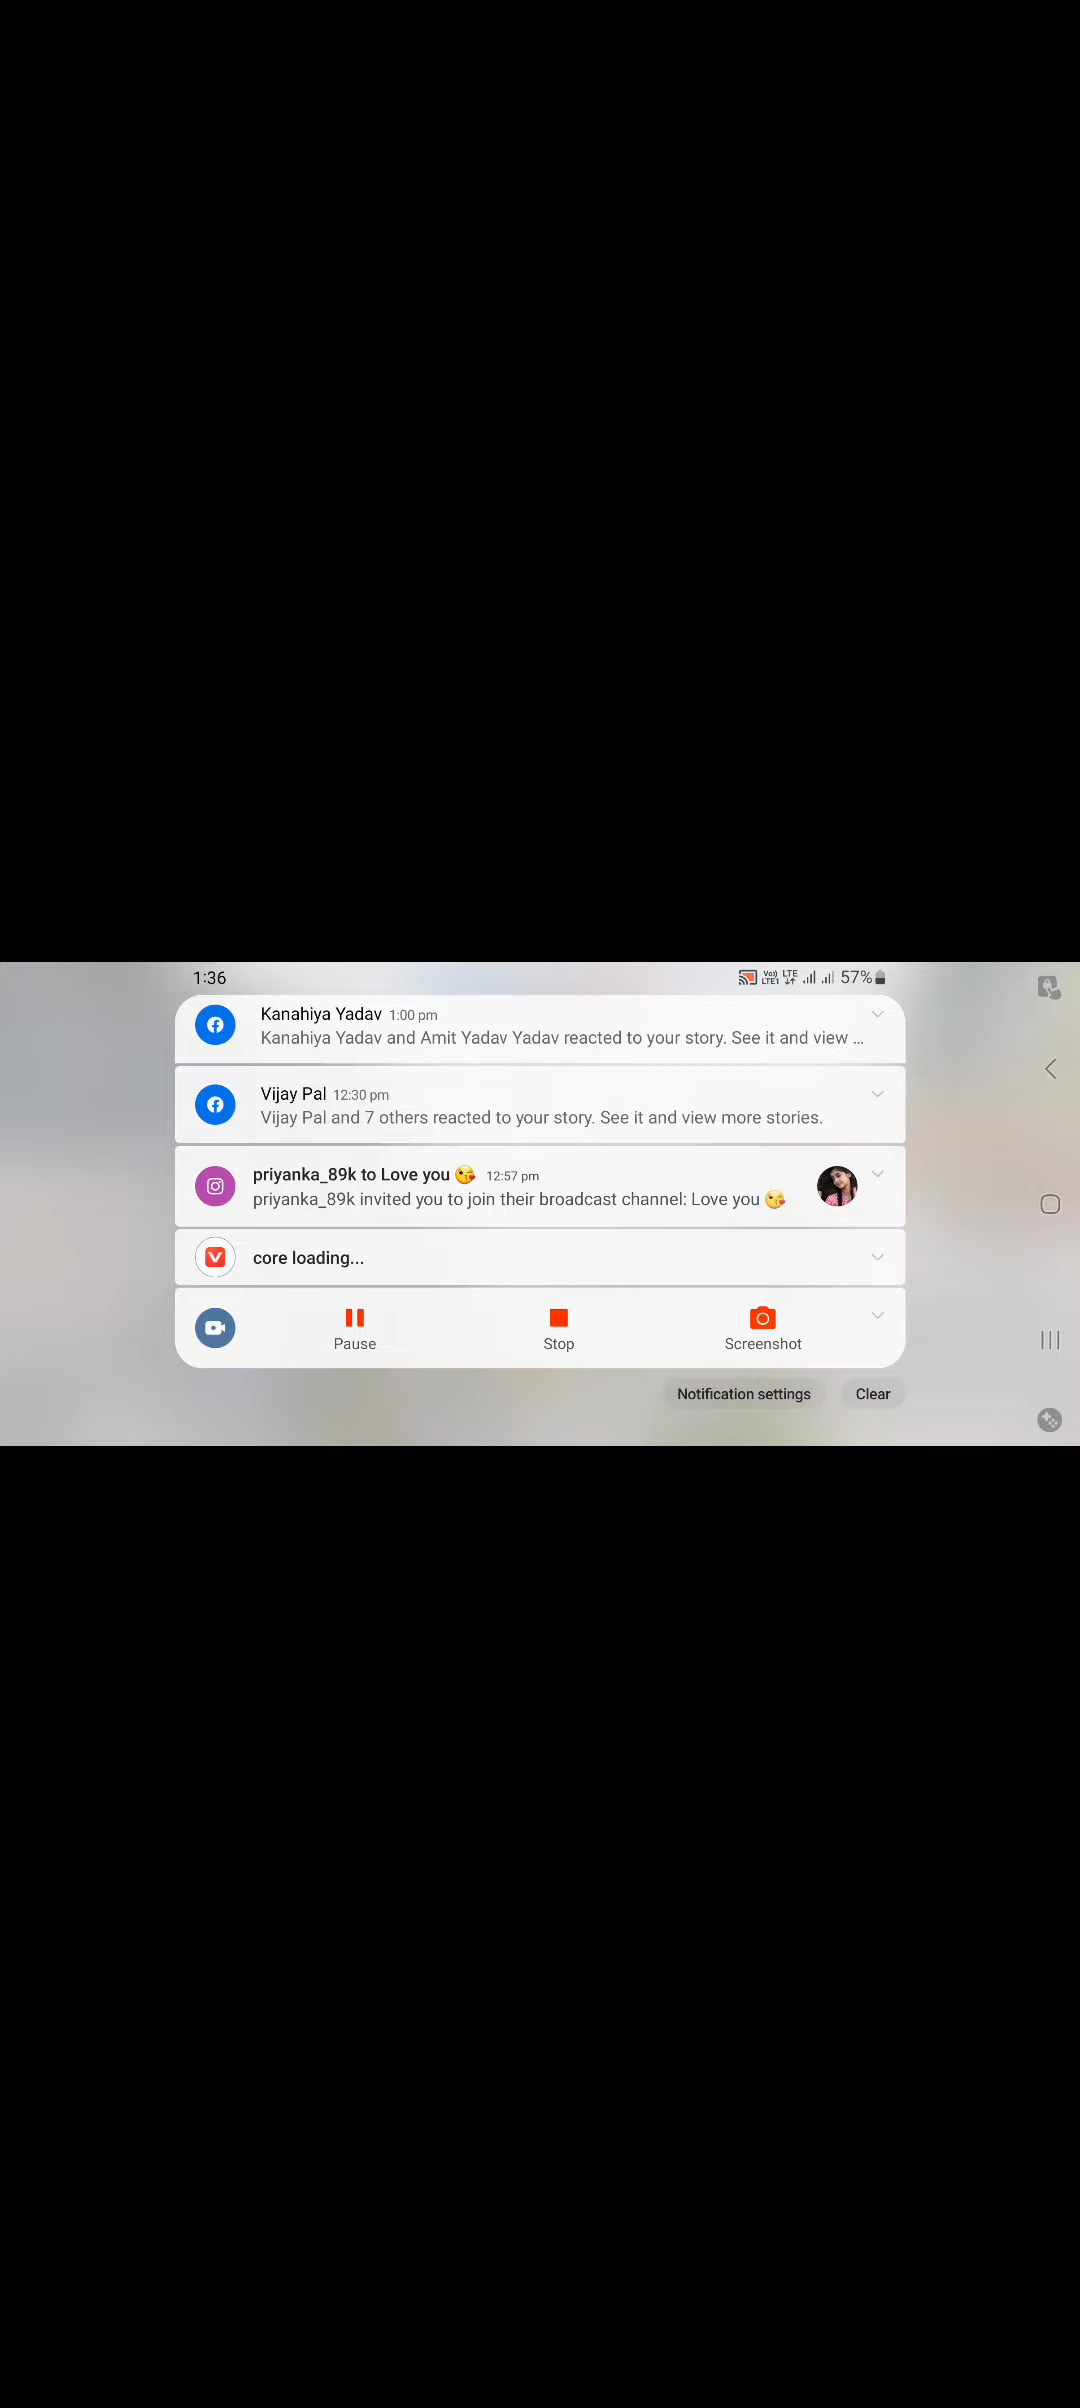 1:36
Vo)) LTE1 LTE 57%
Kanahiya Yadav 1:00 pm
Kanahiya Yadav and Amit Yadav Yadav reacted to your story. See it and view ...
Vijay Pal 12:30 pm
Vijay Pal and 7 others reacted to your story. See it and view more stories.
priyanka_89k to Love you 😘 12:57 pm
priyanka_89k invited you to join their broadcast channel: Love you 😘
core loading...
Pause Stop Screenshot
Notification settings Clear